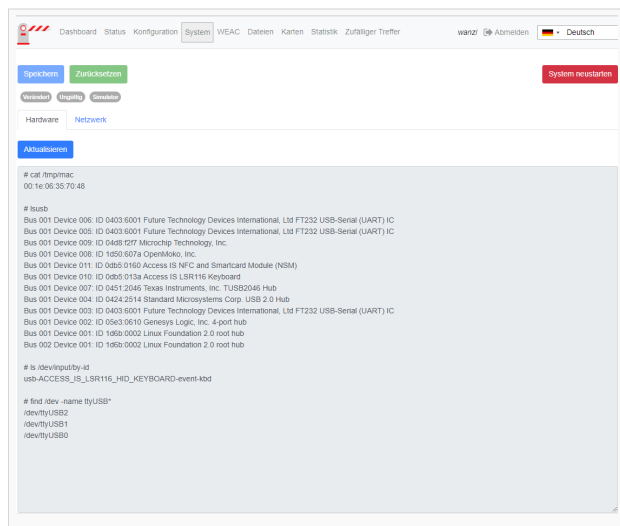 Dashboard Status Konfiguration System WEAC Dateien Karten Statistik Zufälliger Treffer wanzl Abmelden Deutsch
Speichern Zurücksetzen System neustarten
Verändert Ungültig Simulator
Hardware Netzwerk
Aktualisieren
# cat /tmp/mac
00:1e:06:35:70:48
# lsusb
Bus 001 Device 006: ID 0403:6001 Future Technology Devices International, Ltd FT232 USB-Serial (UART) IC
Bus 001 Device 005: ID 0403:6001 Future Technology Devices International, Ltd FT232 USB-Serial (UART) IC
Bus 001 Device 009: ID 04d8:f2f7 Microchip Technology, Inc.
Bus 001 Device 008: ID 1d50:607a OpenMoko, Inc.
Bus 001 Device 011: ID 0db5:0160 Access IS NFC and Smartcard Module (NSM)
Bus 001 Device 010: ID 0db5:013a Access IS LSR116 Keyboard
Bus 001 Device 007: ID 0451:2046 Texas Instruments, Inc. TUSB2046 Hub
Bus 001 Device 004: ID 0424:2514 Standard Microsystems Corp. USB 2.0 Hub
Bus 001 Device 003: ID 0403:6001 Future Technology Devices International, Ltd FT232 USB-Serial (UART) IC
Bus 001 Device 002: ID 05e3:0610 Genesys Logic, Inc. 4-port hub
Bus 001 Device 001: ID 1d6b:0002 Linux Foundation 2.0 root hub
Bus 002 Device 001: ID 1d6b:0002 Linux Foundation 2.0 root hub
# ls /dev/input/by-id
usb-ACCESS_IS_LSR116_HID_KEYBOARD-event-kbd
# find /dev -name ttyUSB*
/dev/ttyUSB2
/dev/ttyUSB1
/dev/ttyUSB0